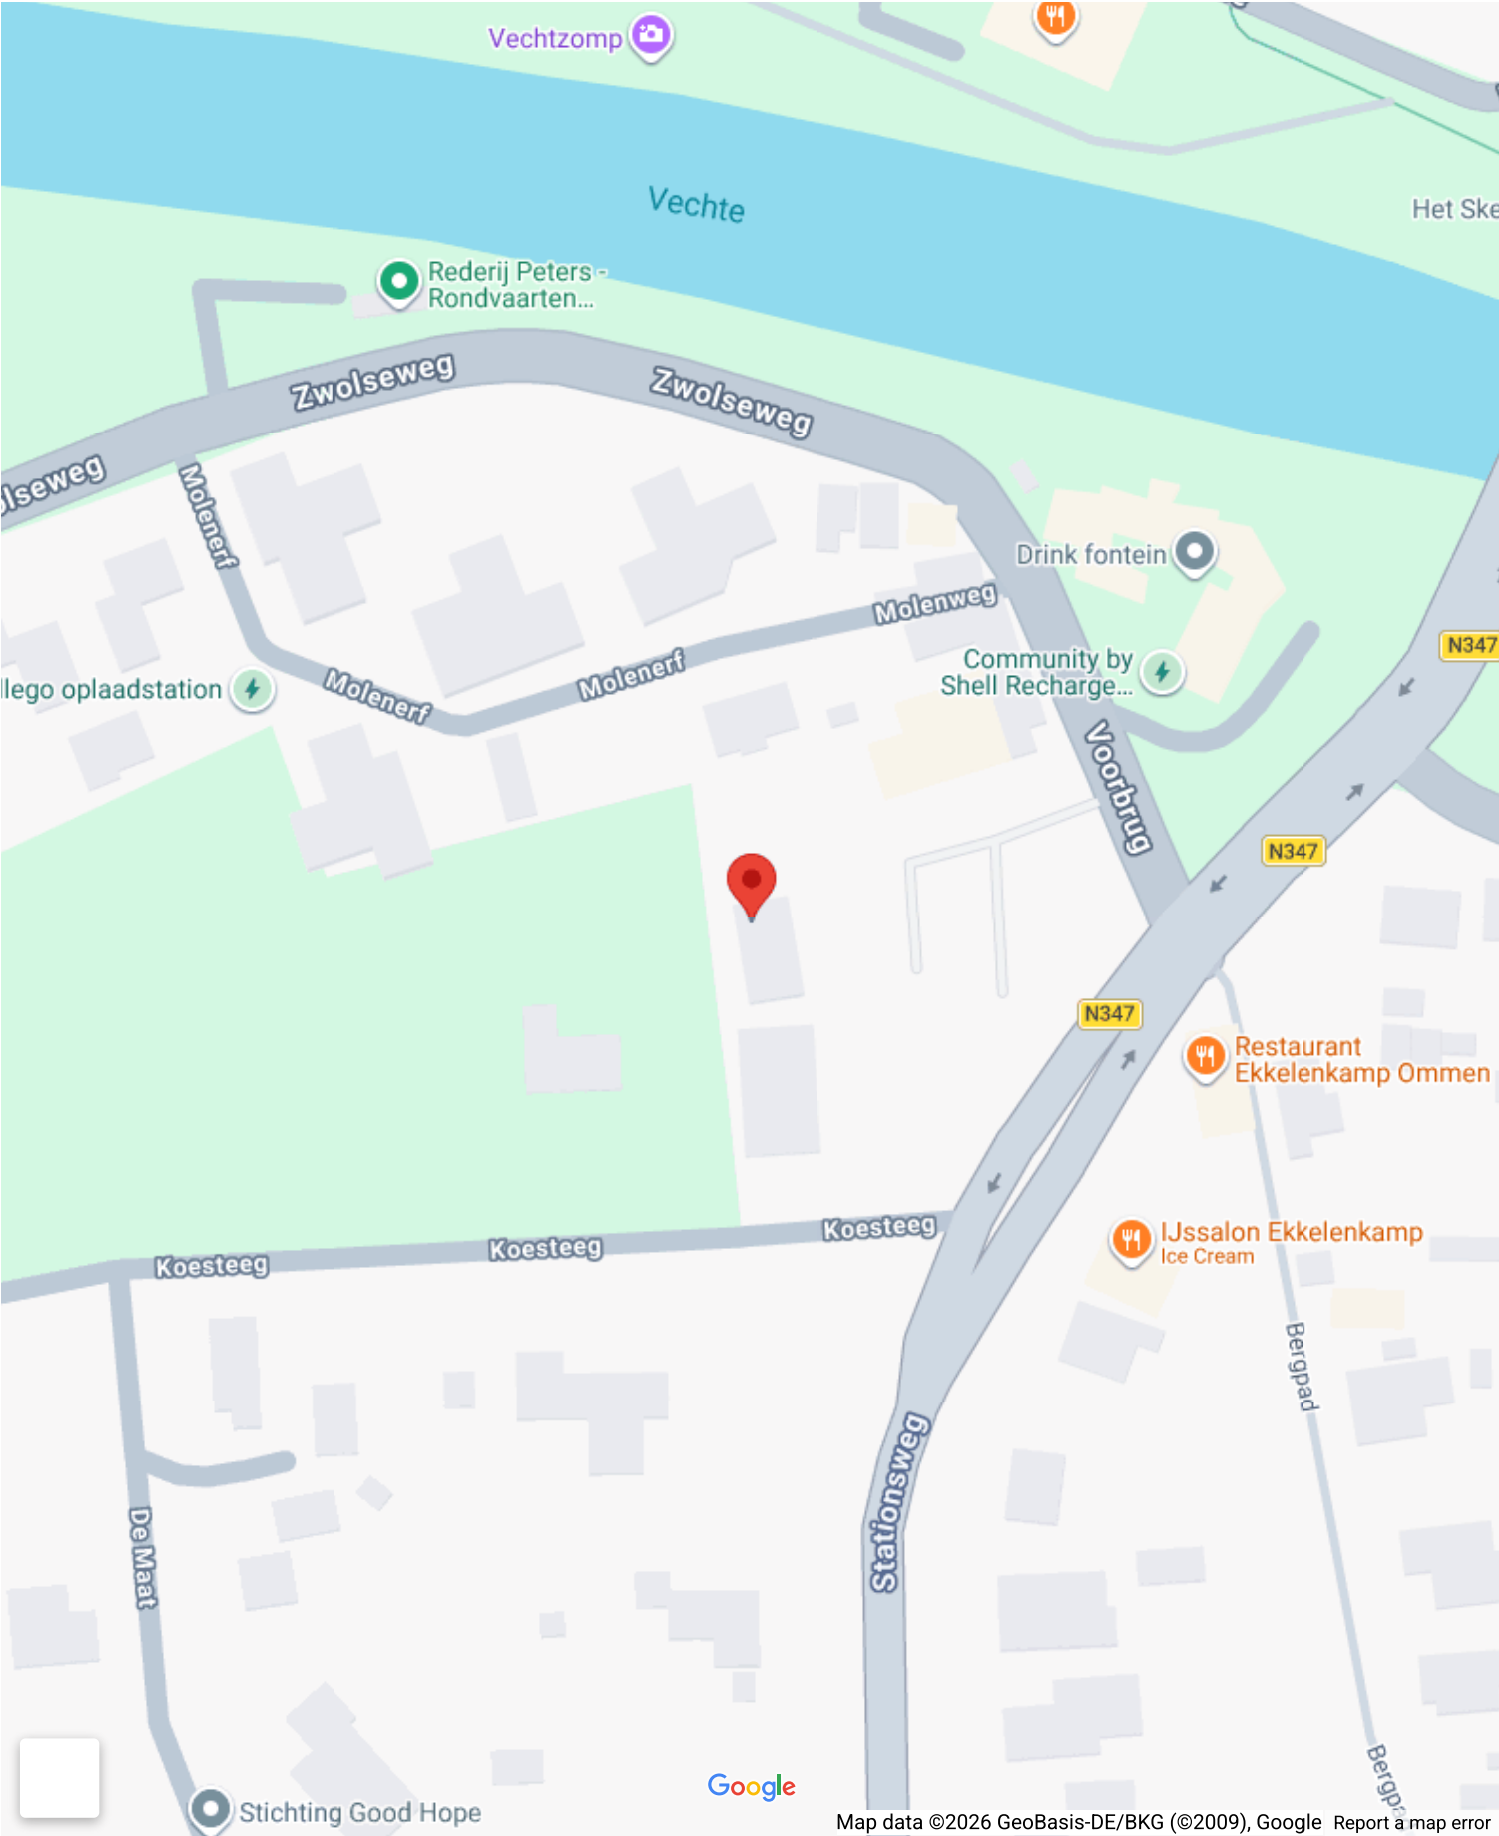 Vechtzomp
Vechte
Het Ske
Rederij Peters -
Rondvaarten...
Zwolseweg
Zwolseweg
olseweg
Molenerf
Drink fontein
Molenweg
N347
Community by
Shell Recharge...
llego oplaadstation
Molenerf
Molenerf
Voorbrug
N347
N347
Restaurant
Ekkelenkamp Ommen
Koesteeg
Koesteeg
Koesteeg
IJssalon Ekkelenkamp
Ice Cream
Bergpad
Stationsweg
De Maat
Bergpa
Google
Stichting Good Hope
Map data ©2026 GeoBasis-DE/BKG (©2009), Google Report a map error